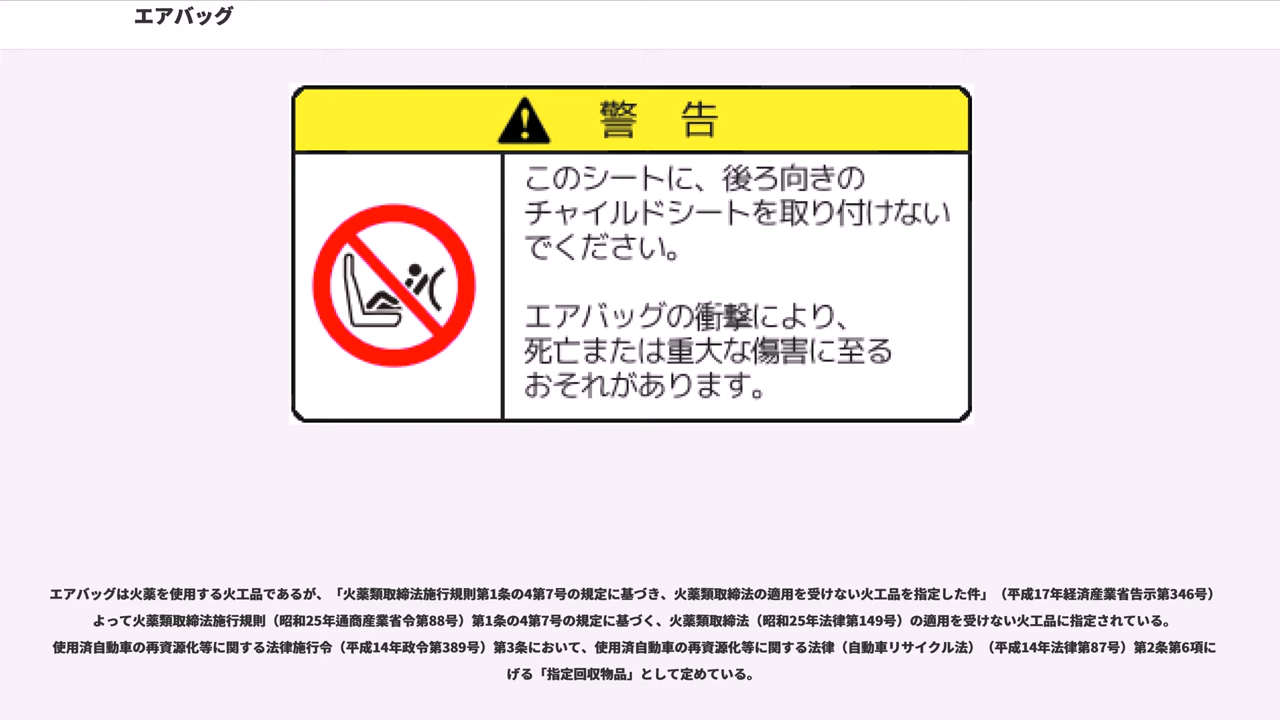 エアバッグ
警 告
このシートに、後ろ向きの
チャイルドシートを取り付けない
でください。
エアバッグの衝撃により、
死亡または重大な傷害に至る
おそれがあります。
エアバッグは火薬を使用する火工品であるが、「火薬類取締法施行規則第1条の4第7号の規定に基づき、火薬類取締法の適用を受けない火工品を指定した件」（平成17年経済産業省告示第346号）
よって火薬類取締法施行規則（昭和25年通商産業省令第88号）第1条の4第7号の規定に基づく、火薬類取締法（昭和25年法律第149号）の適用を受けない火工品に指定されている。
使用済自動車の再資源化等に関する法律施行令（平成14年政令第389号）第3条において、使用済自動車の再資源化等に関する法律（自動車リサイクル法）（平成14年法律第87号）第2条第6項に
げる「指定回収物品」として定めている。